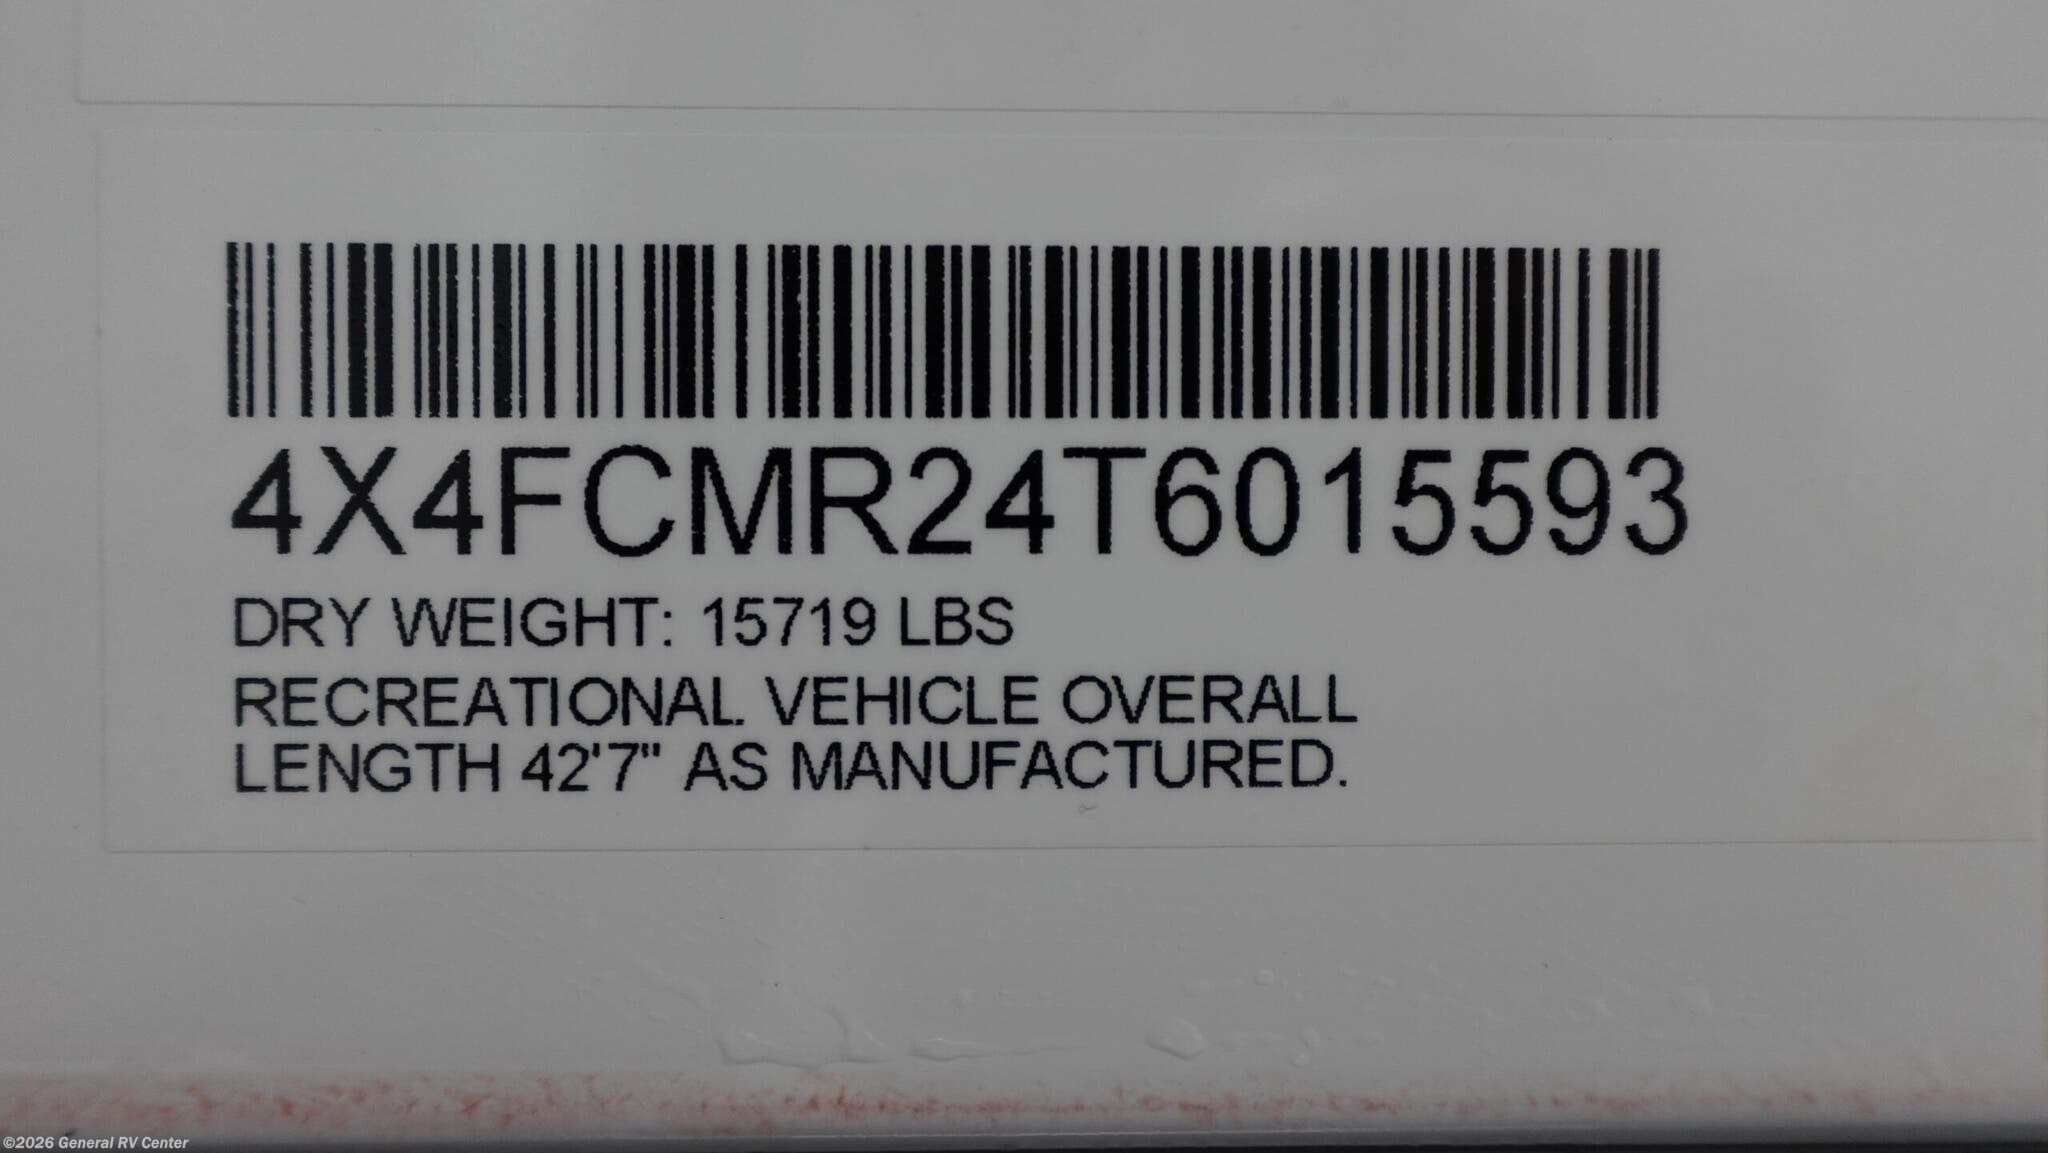 4X4FCMR24T6015593
DRY WEIGHT: 15719 LBS
RECREATIONAL VEHICLE OVERALL
LENGTH 42'7" AS MANUFACTURED.
©2026 General RV Center